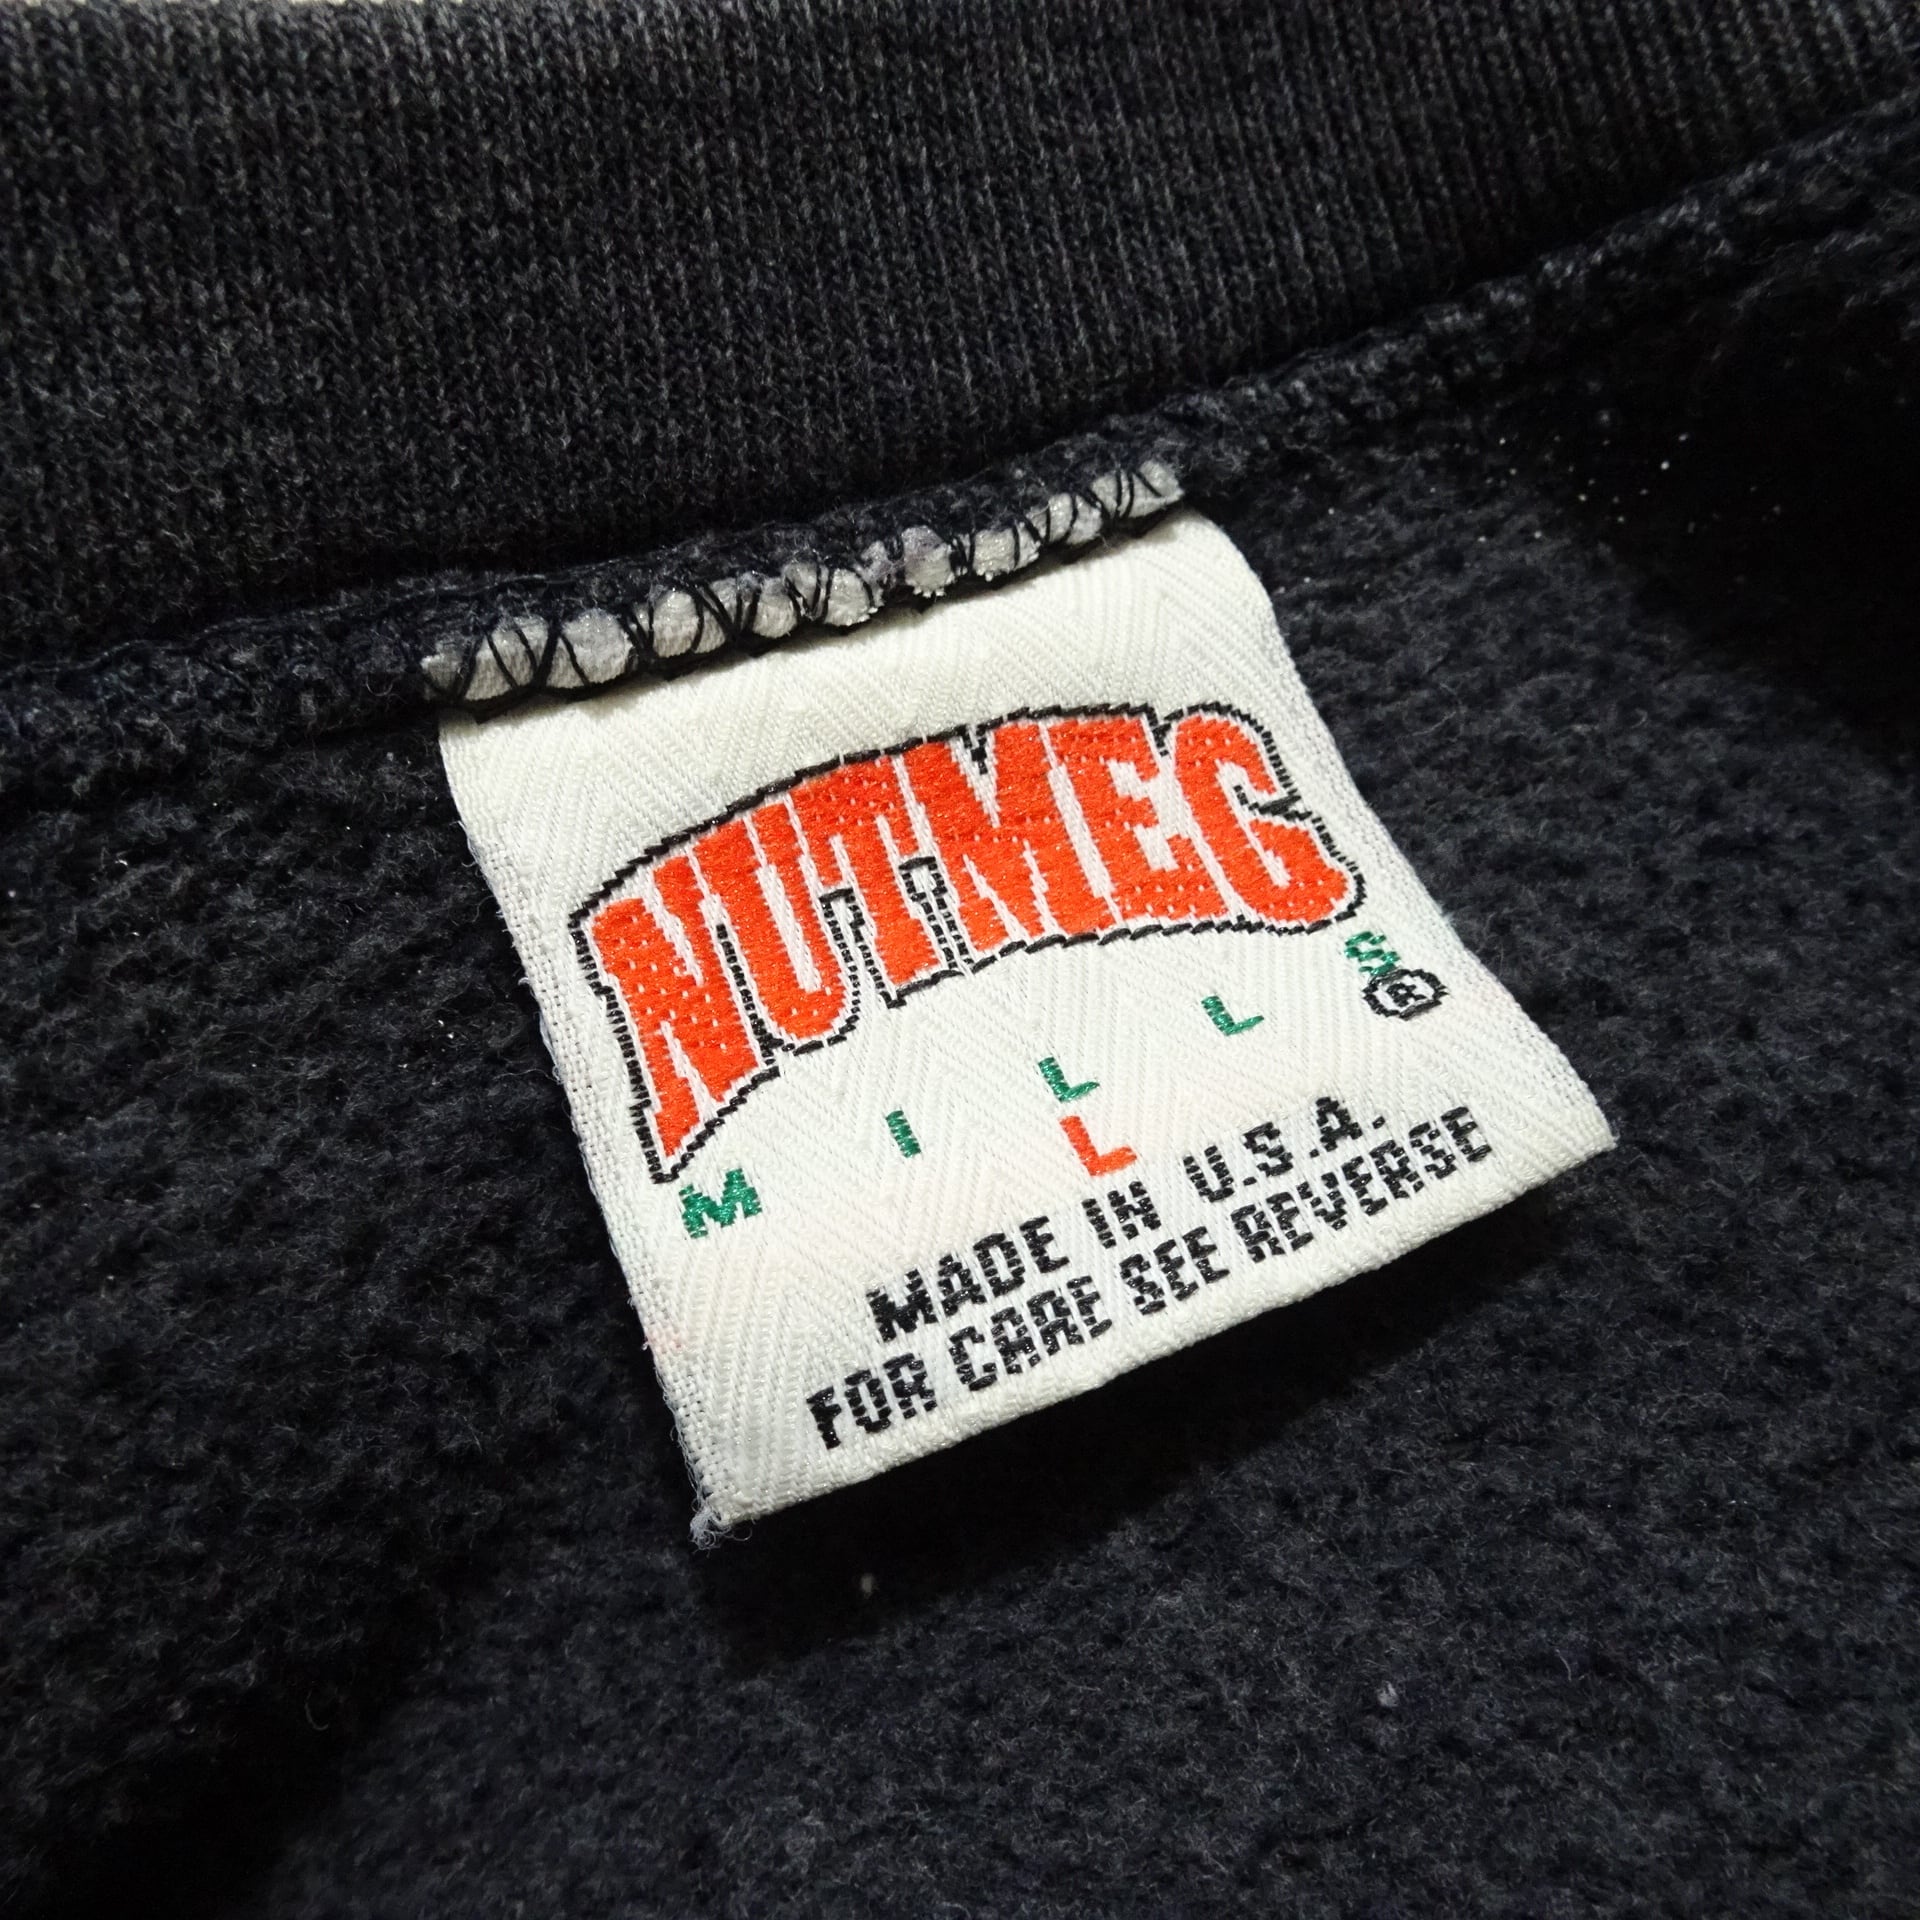 NUTMEG
MILLS®
L
MADE IN U.S.A.
FOR CARE SEE REVERSE